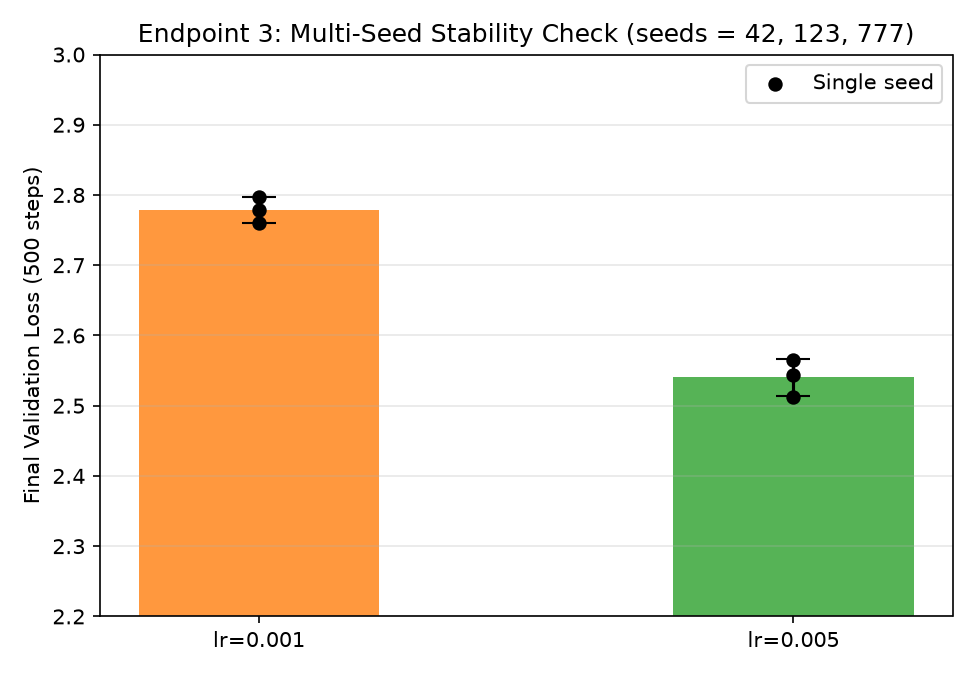 Endpoint 3: Multi-Seed Stability Check (seeds = 42, 123, 777)
Single seed
Final Validation Loss (500 steps)
3.0
2.9
2.8
2.7
2.6
2.5
2.4
2.3
2.2
lr=0.001
lr=0.005